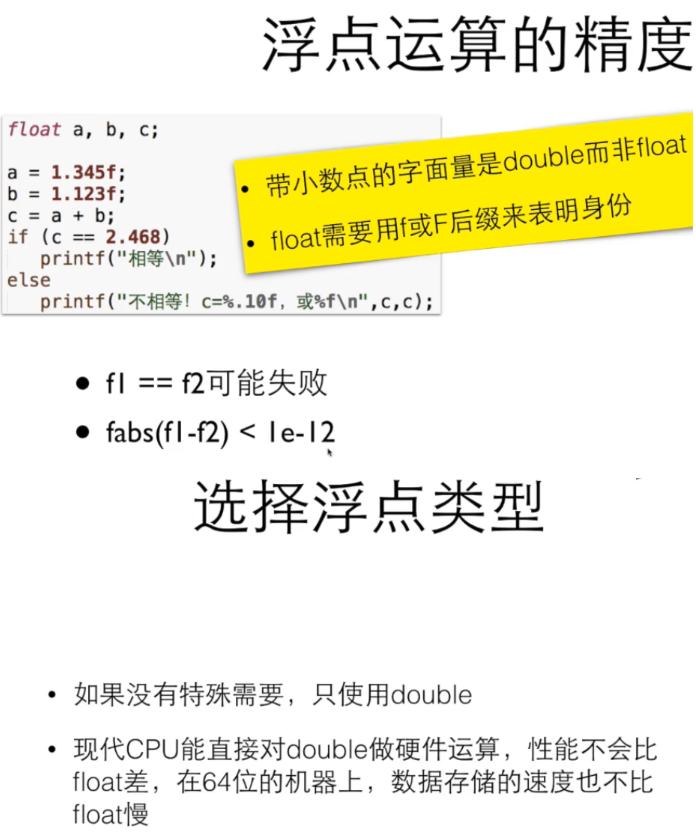 浮点运算的精度
float a, b, c;
a = 1.345f;
b = 1.123f;
c = a + b;
if (c == 2.468)
printf("相等\n");
else
printf("不相等！c=%.10f, 或%f\n",c,c);
• 带小数点的字面量是double而非float
• float需要用f或F后缀来表明身份
• f1 == f2可能失败
• fabs(f1-f2) < 1e-12
选择浮点类型
• 如果没有特殊需要，只使用double
• 现代CPU能直接对double做硬件运算，性能不会比
float差，在64位的机器上，数据存储的速度也不比
float慢